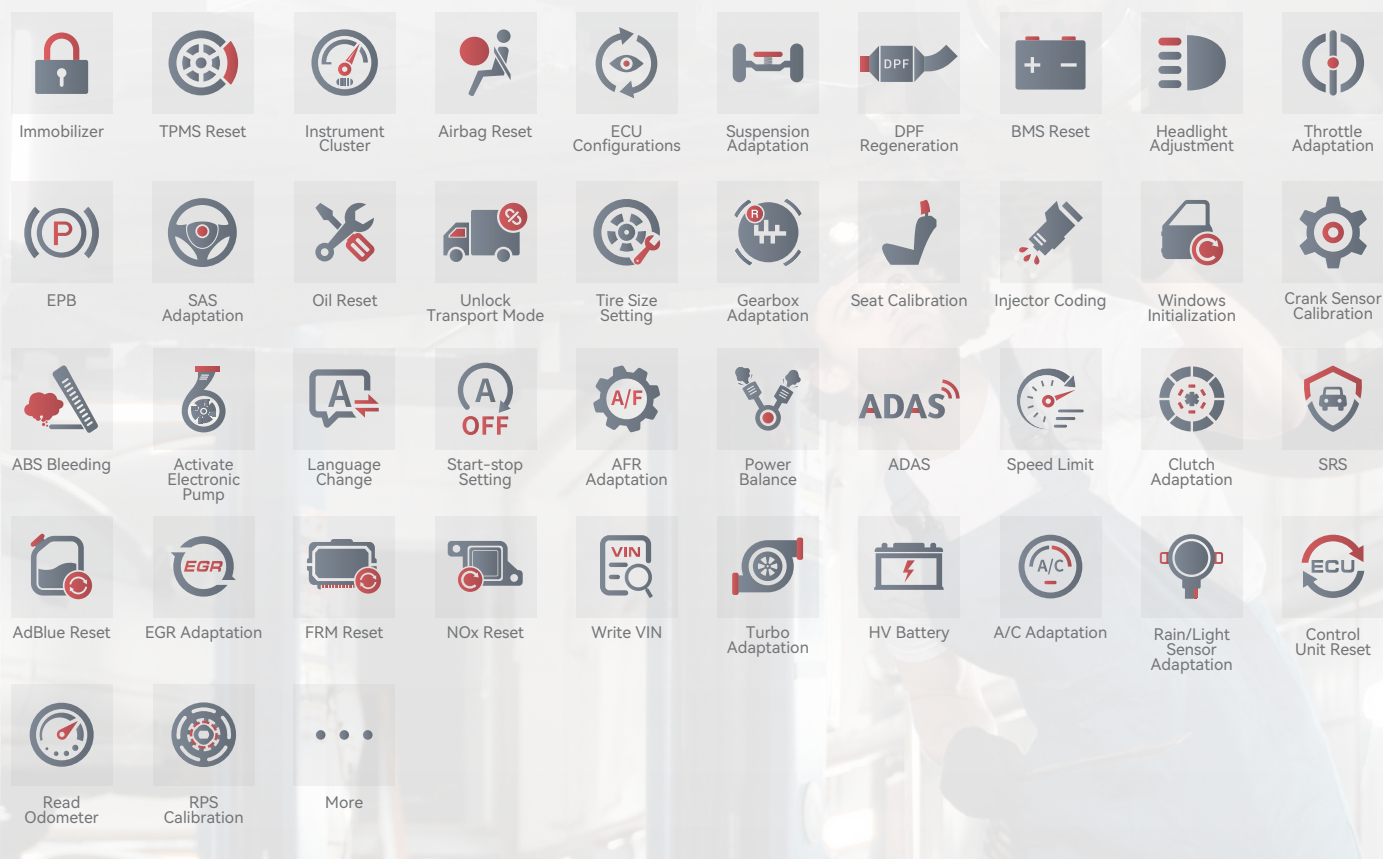 DPF
Immobilizer
TPMS Reset
Instrument
Cluster
Airbag Reset
ECU
Configurations
Suspension
Adaptation
DPF
Regeneration
BMS Reset
Headlight
Adjustment
Throttle
Adaptation
P
R
EPB
SAS
Adaptation
Oil Reset
Unlock
Transport Mode
Tire Size
Setting
Gearbox
Adaptation
Seat Calibration
Injector Coding
Windows
Initialization
Crank Sensor
Calibration
A
A
OFF
A/F
ADAS
ABS Bleeding
Activate
Electronic
Pump
Language
Change
Start-stop
Setting
AFR
Adaptation
Power
Balance
ADAS
Speed Limit
Clutch
Adaptation
SRS
EGR
VIN
A/C
ECU
AdBlue Reset
EGR Adaptation
FRM Reset
NOx Reset
Write VIN
Turbo
Adaptation
HV Battery
A/C Adaptation
Rain/Light
Sensor
Adaptation
Control
Unit Reset
Read
Odometer
RPS
Calibration
More